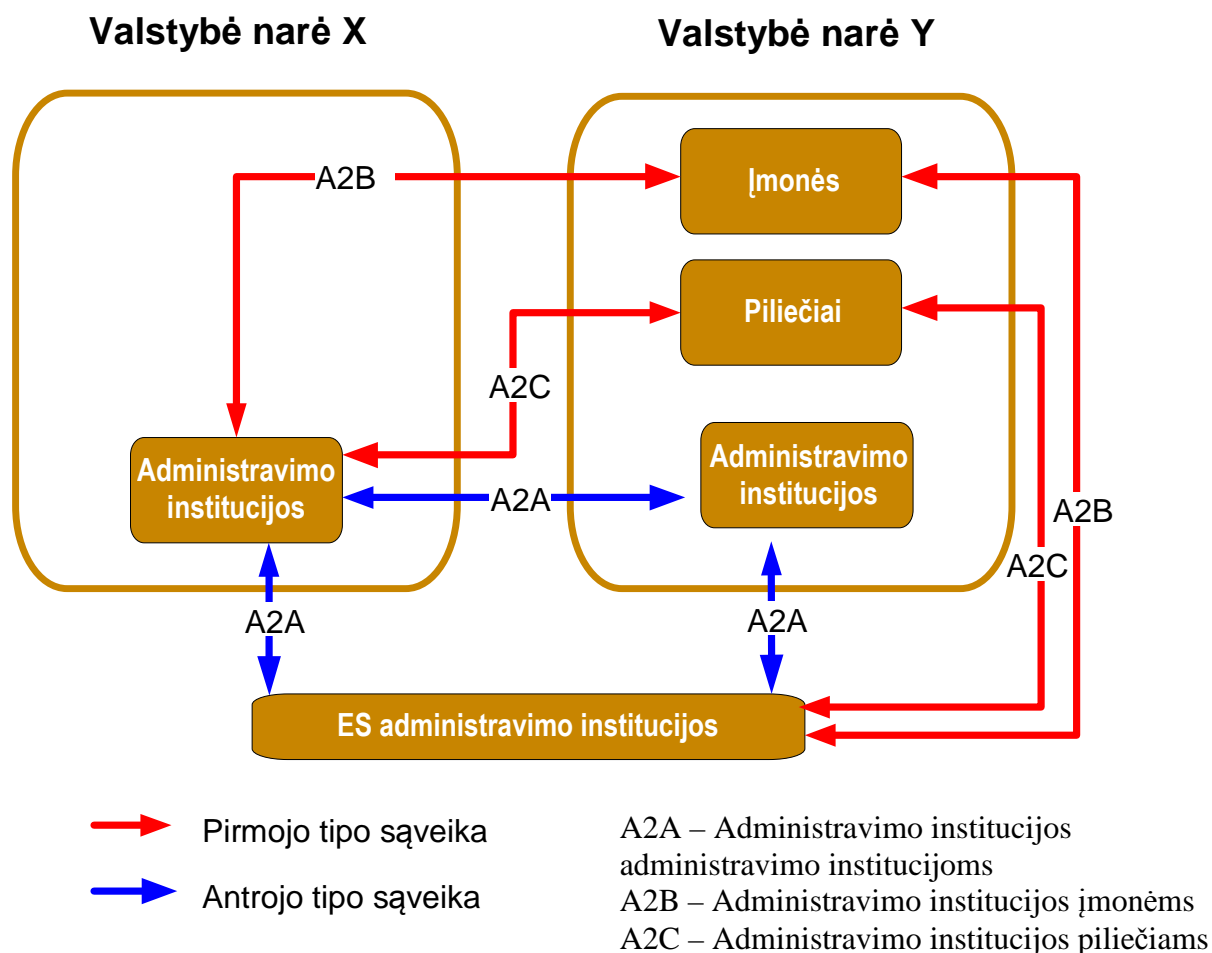 Valstybė narė X
Valstybė narė Y
A2B
Įmonės
Piliečiai
A2C
Administravimo
institucijos
Administravimo
institucijos
A2A
A2B
A2C
A2A
A2A
ES administravimo institucijos
Pirmojo tipo sąveika
Antrojo tipo sąveika
A2A – Administravimo institucijos
administravimo institucijoms
A2B – Administravimo institucijos įmonėms
A2C – Administravimo institucijos piliečiams